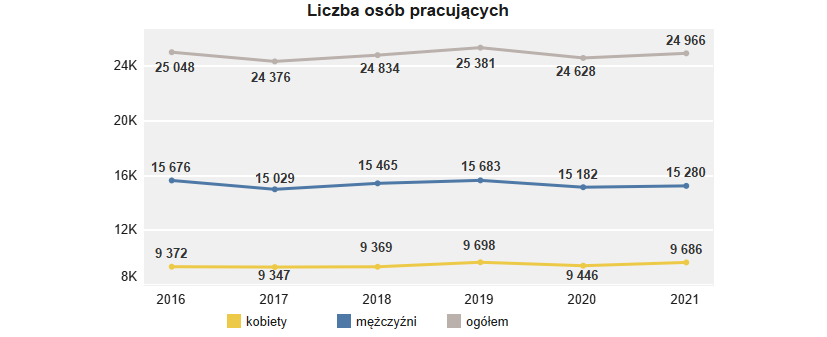 Liczba osób pracujących
24K
20K
16K
12K
8K
25 048
24 376
24 834
25 381
24 628
24 966
15 676
15 029
15 465
15 683
15 182
15 280
9 372
9 347
9 369
9 698
9 446
9 686
2016 2017 2018 2019 2020 2021
kobiety mężczyźni ogółem